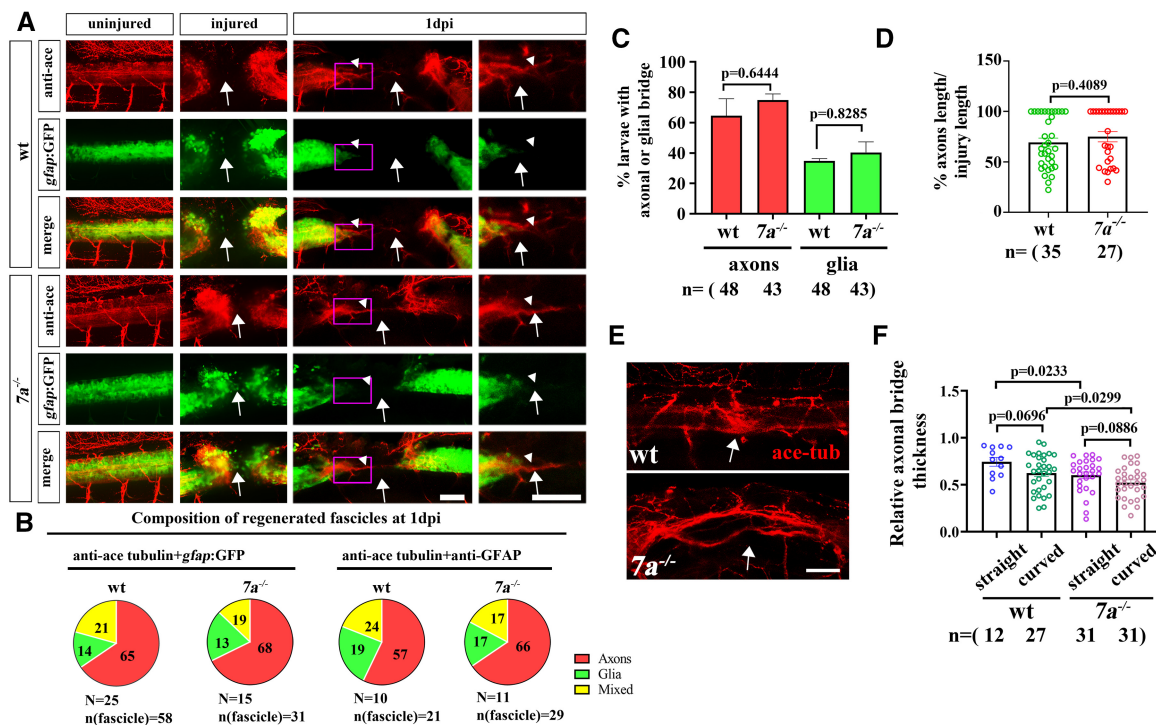 A
uninjured
injured
1dpi
wt
anti-ace
gfap:GFP
merge
7a-/-
anti-ace
gfap:GFP
merge
B
Composition of regenerated fascicles at 1dpi
anti-ace tubulin+gfap:GFP
anti-ace tubulin+anti-GFAP
wt
7a-/-
wt
7a-/-
21
14
65
19
13
68
24
19
57
17
17
66
N=25
n(fascicle)=58
N=15
n(fascicle)=31
N=10
n(fascicle)=21
N=11
n(fascicle)=29
Axons
Glia
Mixed
C
% larvae with
axonal or glial bridge
100
80
60
40
20
0
p=0.6444
p=0.8285
wt 7a-/- wt 7a-/-
axons glia
n= ( 48 43 48 43)
D
% axons length/
injury length
150
100
50
0
p=0.4089
wt 7a-/-
n= ( 35 27)
E
wt
ace-tub
7a-/-
F
Relative axonal bridge
thickness
1.5
1.0
0.5
0.0
p=0.0233
p=0.0299
p=0.0696
p=0.0886
straight curved straight curved
wt 7a-/-
n=( 12 27 31 31)